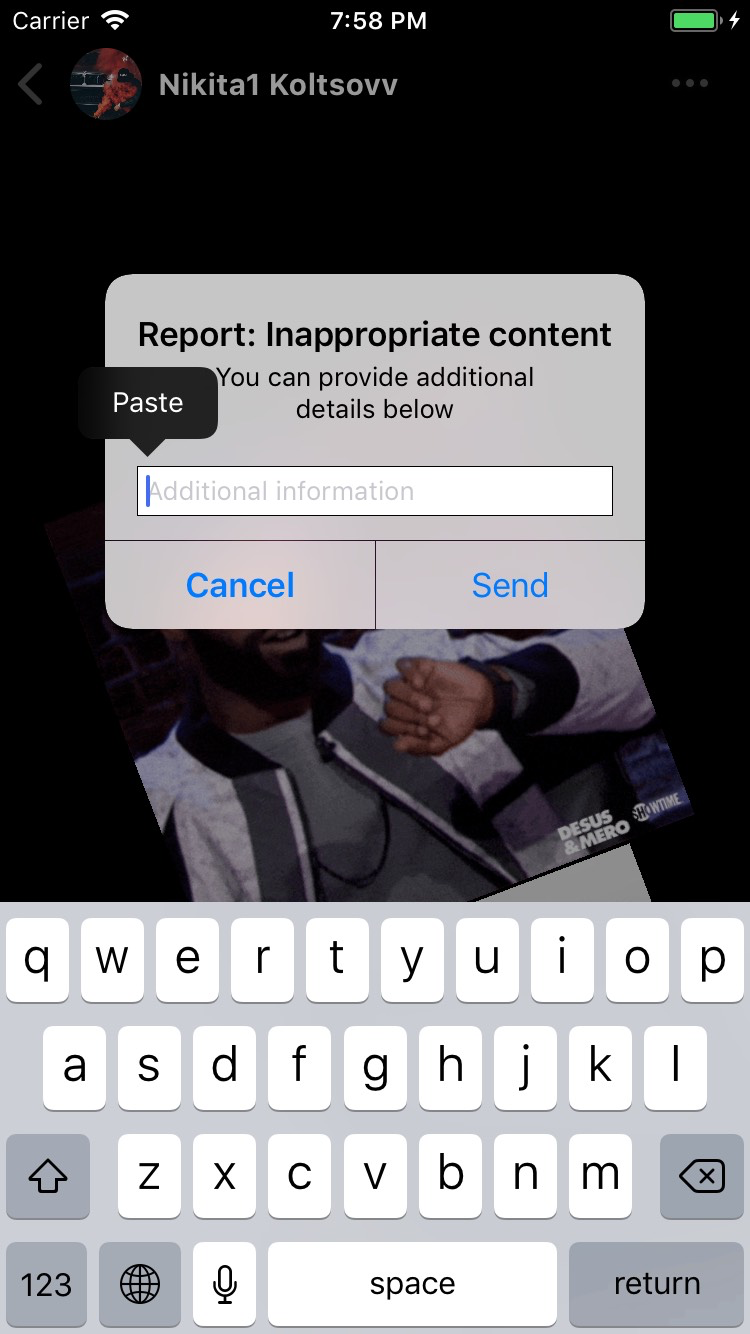 Carrier 7:58 PM
Nikita1 Koltsovv
Report: Inappropriate content
You can provide additional
details below
Paste
Additional information
Cancel Send
DESUS
& MERO
SHOWTIME
q w e r t y u i o p
a s d f g h j k l
z x c v b n m
123 space return